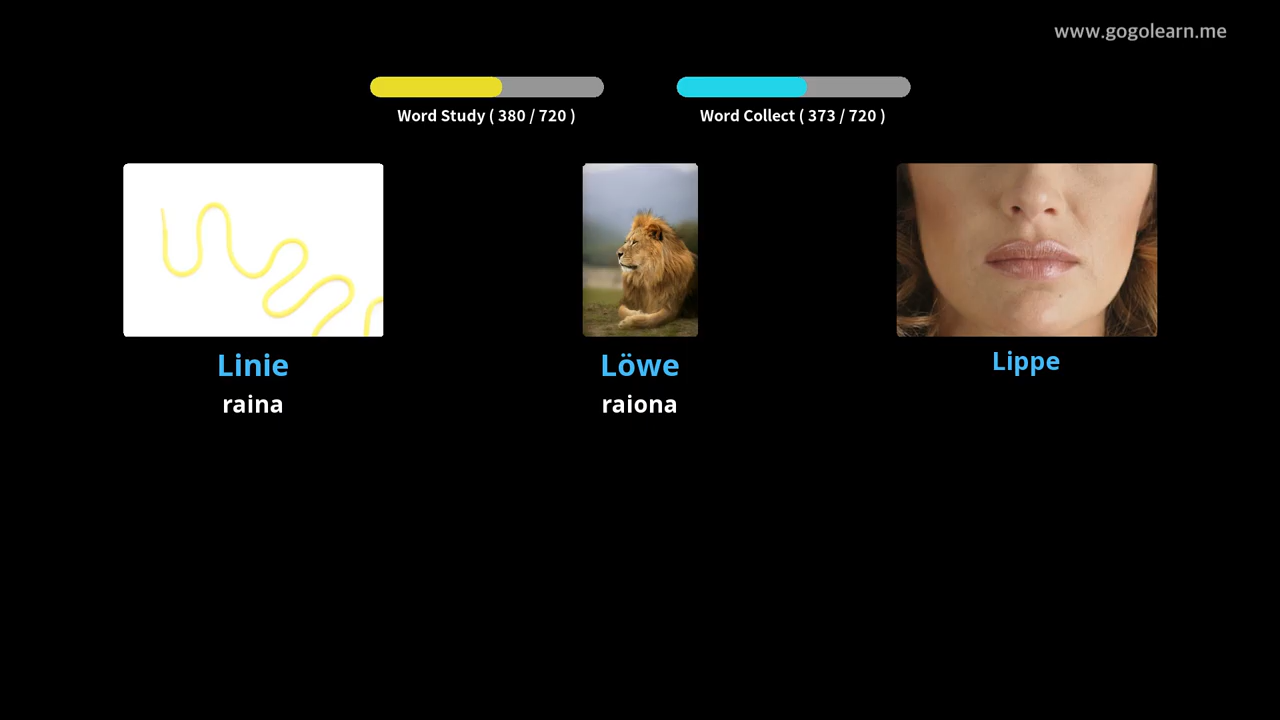 www.gogolearn.me
Word Study ( 380 / 720 )
Word Collect ( 373 / 720 )
Linie
raina
Löwe
raiona
Lippe